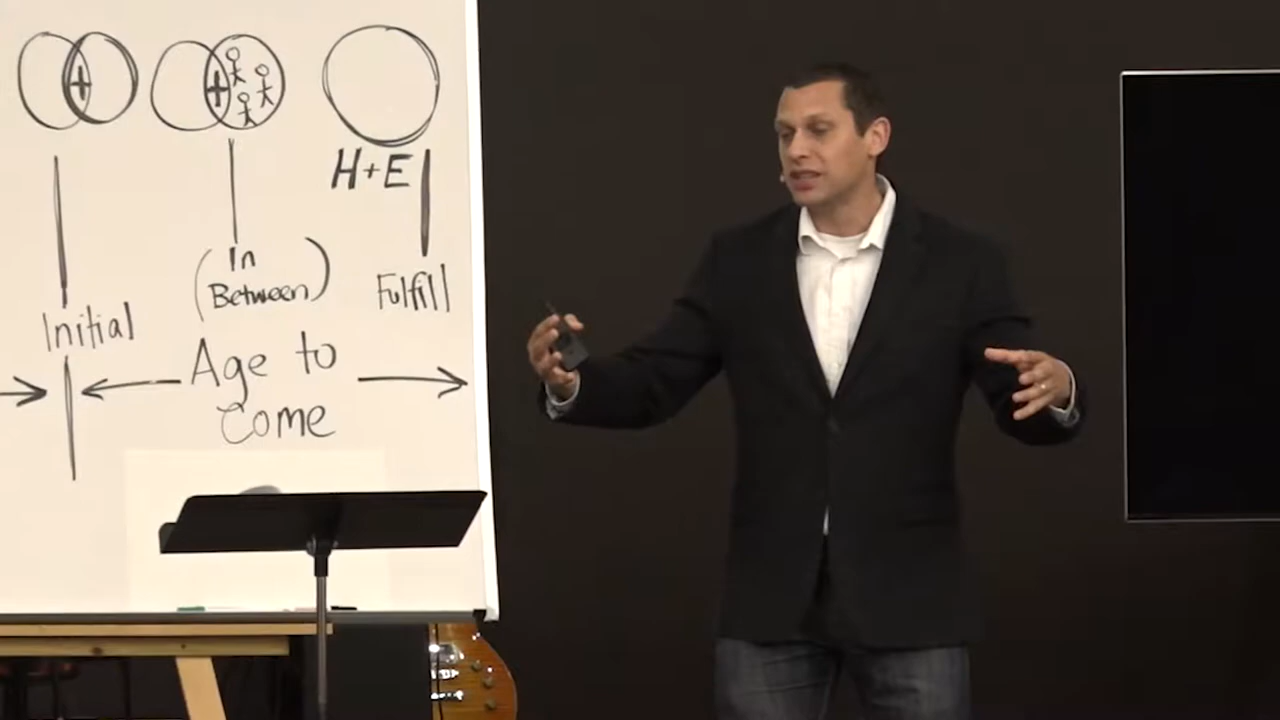 H+E
In
(Between)
Fulfill
Initial
Age to
Come